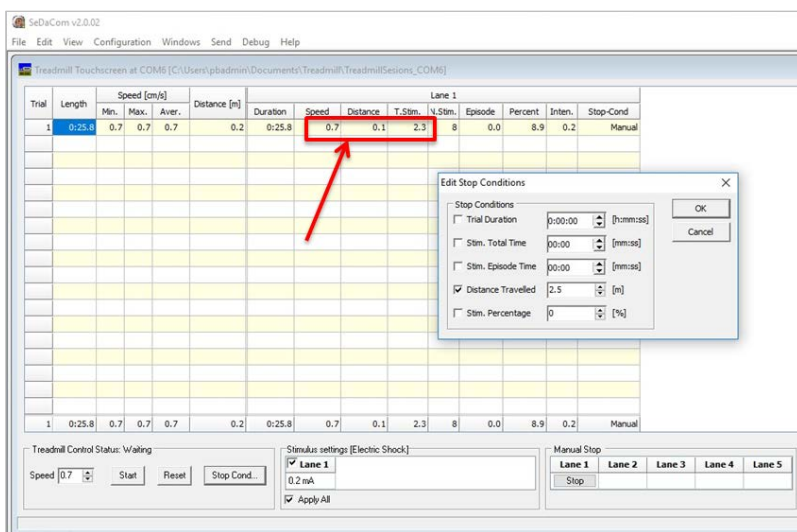 SeDaCom v2.0.02
File Edit View Configuration Windows Send Debug Help
Treadmill Touchscreen at COM6 [C:\Users\pbadmin\Documents\Treadmill\TreadmillSesions_COM6]
Trial Length Speed [cm/s] Distance [m] Lane 1
Min. Max. Aver. Duration Speed Distance T.Stim. N.Stim. Episode Percent Inten. Stop-Cond
1 0:25.8 0.7 0.7 0.7 0.2 0:25.8 0.7 0.1 2.3 8 0.0 8.9 0.2 Manual
Edit Stop Conditions
Stop Conditions
Trial Duration 0:00:00 [h:mm:ss]
Stim. Total Time 00:00 [mm:ss]
Stim. Episode Time 00:00 [mm:ss]
Distance Travelled 2.5 [m]
Stim. Percentage 0 [%]
OK
Cancel
1 0:25.8 0.7 0.7 0.7 0.2 0:25.8 0.7 0.1 2.3 8 0.0 8.9 0.2 Manual
Treadmill Control Status: Waiting
Speed 0.7 Start Reset Stop Cond...
Stimulus settings [Electric Shock]
Lane 1
0.2 mA
Apply All
Manual Stop
Lane 1 Lane 2 Lane 3 Lane 4 Lane 5
Stop